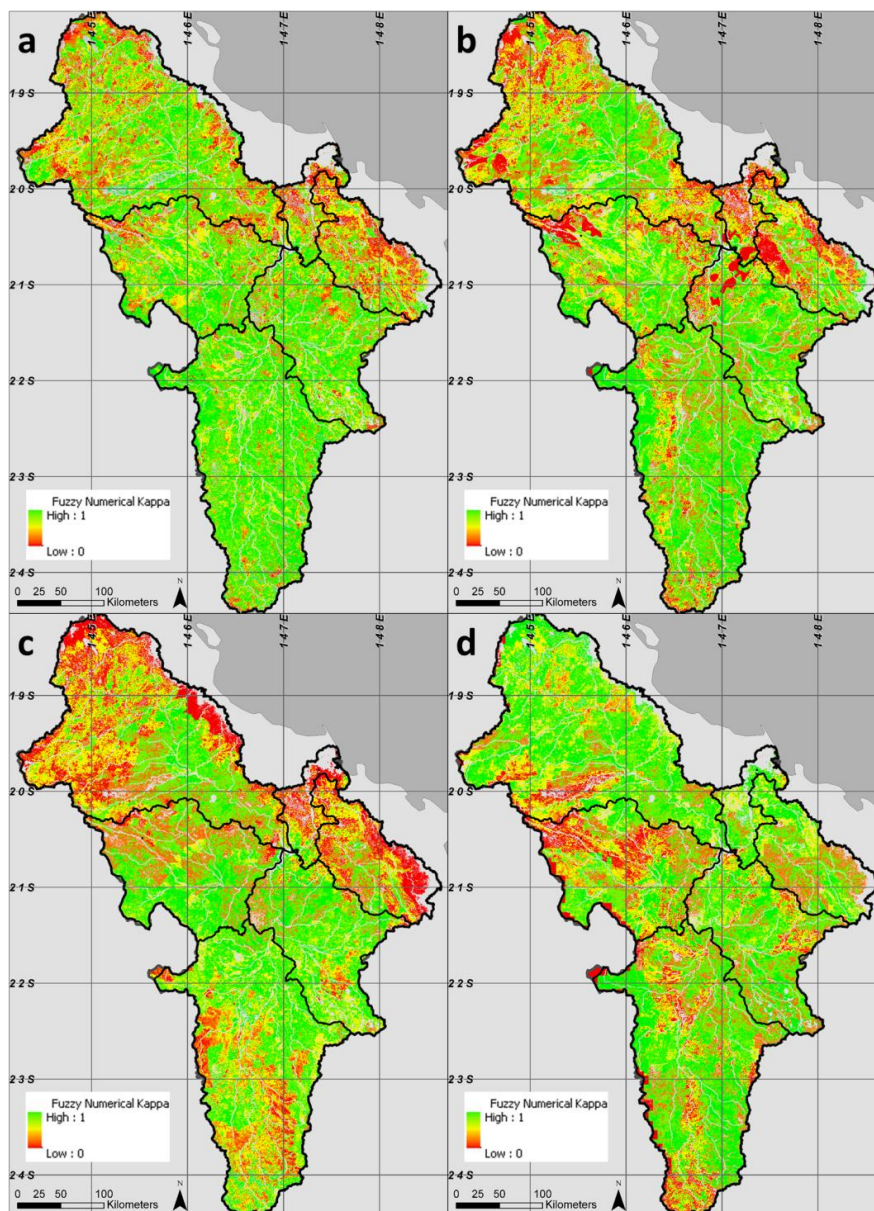 a
145E
146E
147E
148E
19S
20S
21S
22S
23S
24S
Fuzzy Numerical Kappa
High : 1
Low : 0
0 25 50 100
Kilometers
N
b
145E
146E
147E
148E
19S
20S
21S
22S
23S
24S
Fuzzy Numerical Kappa
High : 1
Low : 0
0 25 50 100
Kilometers
N
c
145E
146E
147E
148E
19S
20S
21S
22S
23S
24S
Fuzzy Numerical Kappa
High : 1
Low : 0
0 25 50 100
Kilometers
N
d
145E
146E
147E
148E
19S
20S
21S
22S
23S
24S
Fuzzy Numerical Kappa
High : 1
Low : 0
0 25 50 100
Kilometers
N